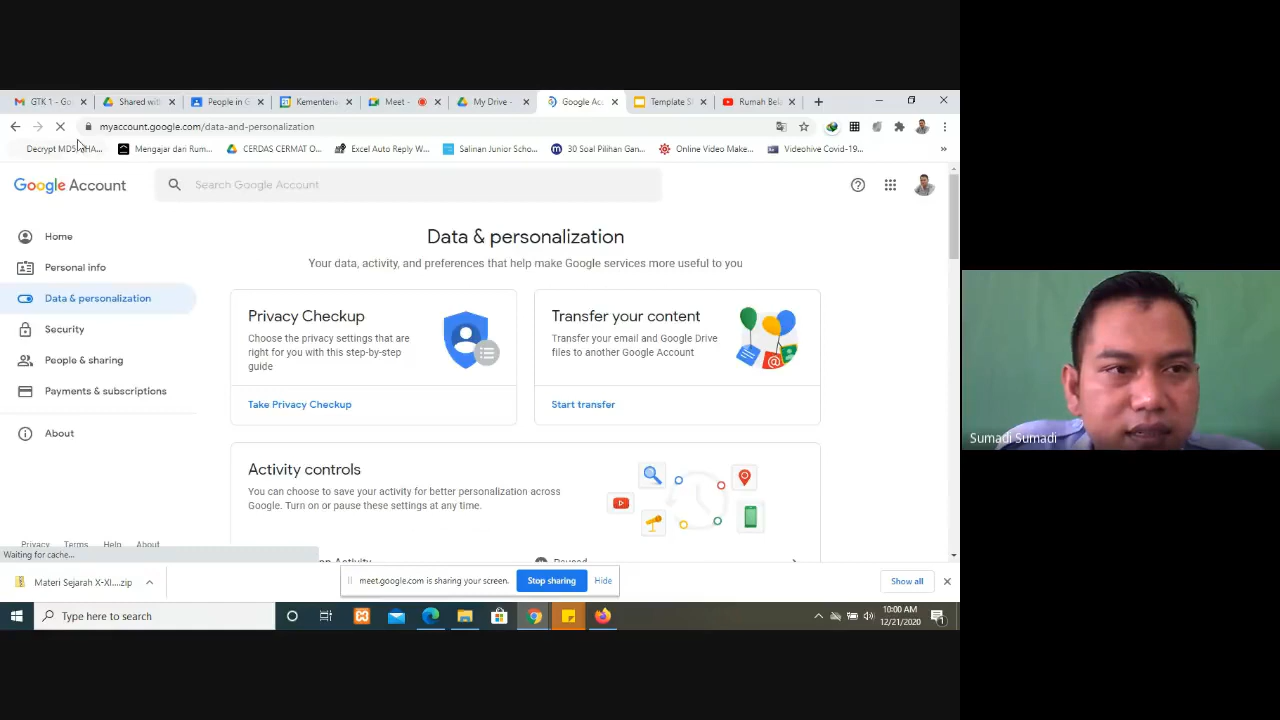 GTK 1 - Go
Shared with
People in G
Kementeria
Meet -
My Drive -
Google Acc
Template Sl
Rumah Bela
myaccount.google.com/data-and-personalization
Mengajar dari Rum...
CERDAS CERMAT O...
Excel Auto Reply W...
Salinan Junior Scho...
30 Soal Pilihan Gan...
Online Video Make...
Videohive Covid-19...
Google Account
Search Google Account
Home
Personal info
Data & personalization
Security
People & sharing
Payments & subscriptions
About
Data & personalization
Your data, activity, and preferences that help make Google services more useful to you
Privacy Checkup
Choose the privacy settings that are
right for you with this step-by-step
guide
Take Privacy Checkup
Transfer your content
Transfer your email and Google Drive
files to another Google Account
Start transfer
Activity controls
You can choose to save your activity for better personalization across
Google. Turn on or pause these settings at any time.
Paused
Privacy Terms Help About
Waiting for cache...
Materi Sejarah X-XI....zip
meet.google.com is sharing your screen.
Stop sharing
Hide
Show all
Type here to search
10:00 AM
12/21/2020
Sumadi Sumadi